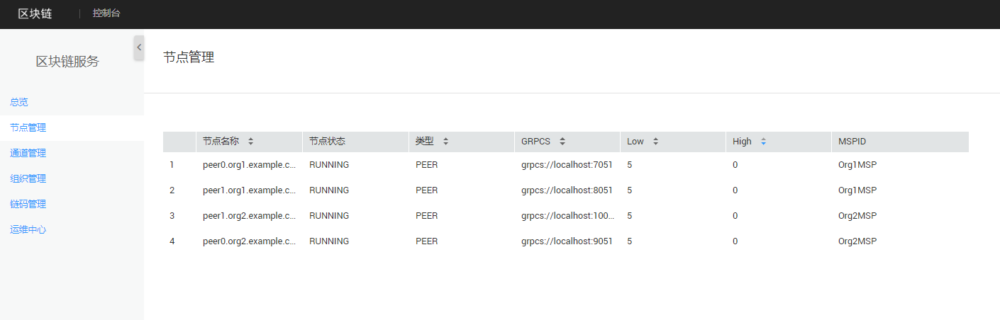 区块链 控制台
区块链服务
节点管理
总览
节点管理
通道管理
组织管理
链码管理
运维中心
节点名称 节点状态 类型 GRPCS Low High MSPID
1 peer0.org1.example.c... RUNNING PEER grpcs://localhost:7051 5 0 Org1MSP
2 peer1.org1.example.c... RUNNING PEER grpcs://localhost:8051 5 0 Org1MSP
3 peer1.org2.example.c... RUNNING PEER grpcs://localhost:100... 5 0 Org2MSP
4 peer0.org2.example.c... RUNNING PEER grpcs://localhost:9051 5 0 Org2MSP